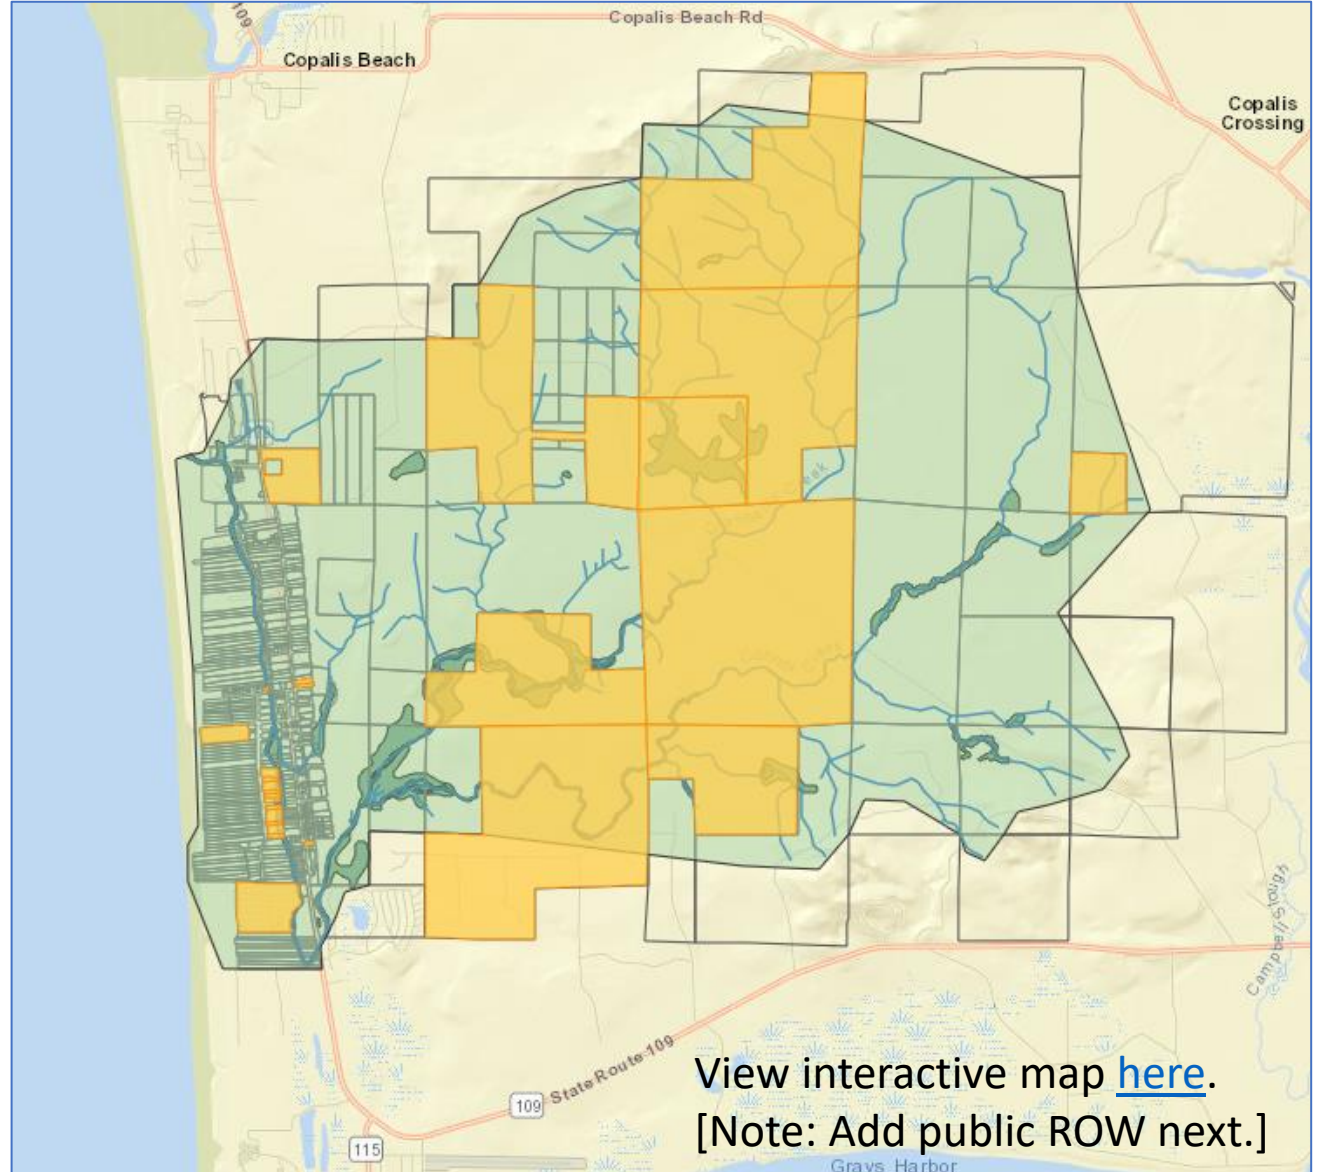 109
Copalis Beach Rd
Copalis Beach
Copalis
Crossing
eek
Campbell Slough
State Route 109
109
115
View interactive map here.
[Note: Add public ROW next.]
Grays Harbor